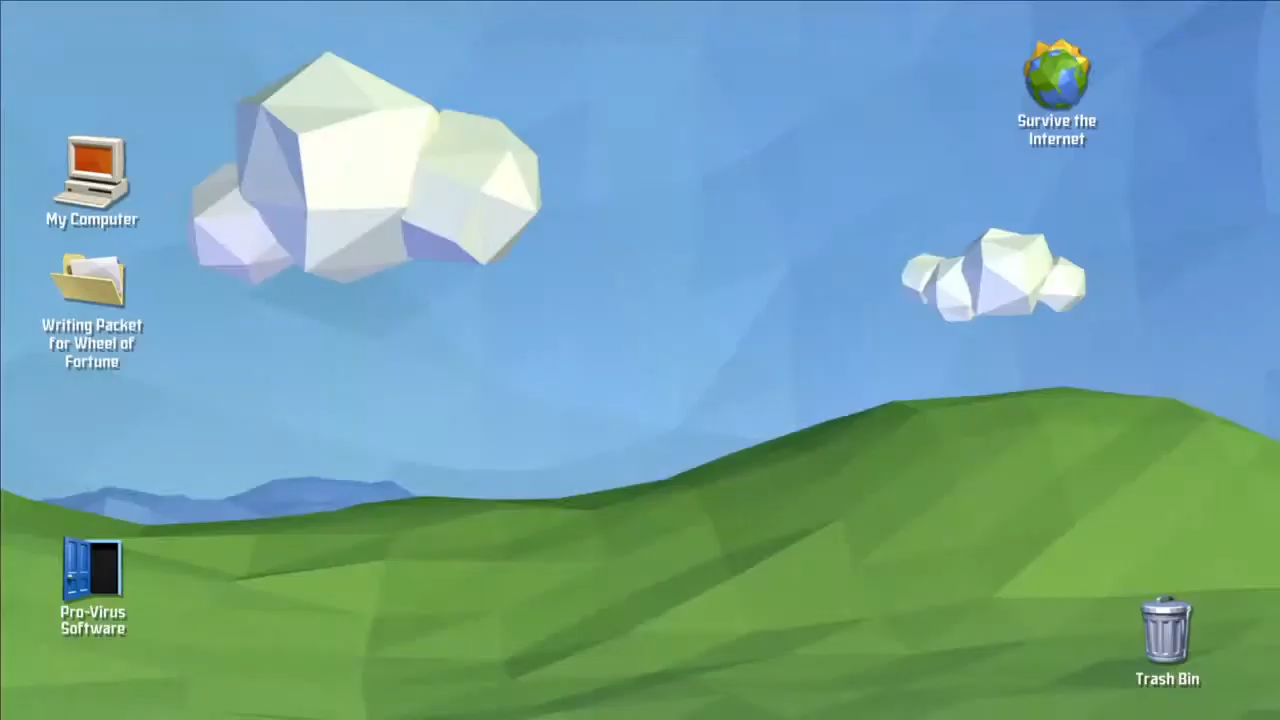 My Computer
Writing Packet
for Wheel of
Fortune
Pro-Virus
Software
Survive the
Internet
Trash Bin